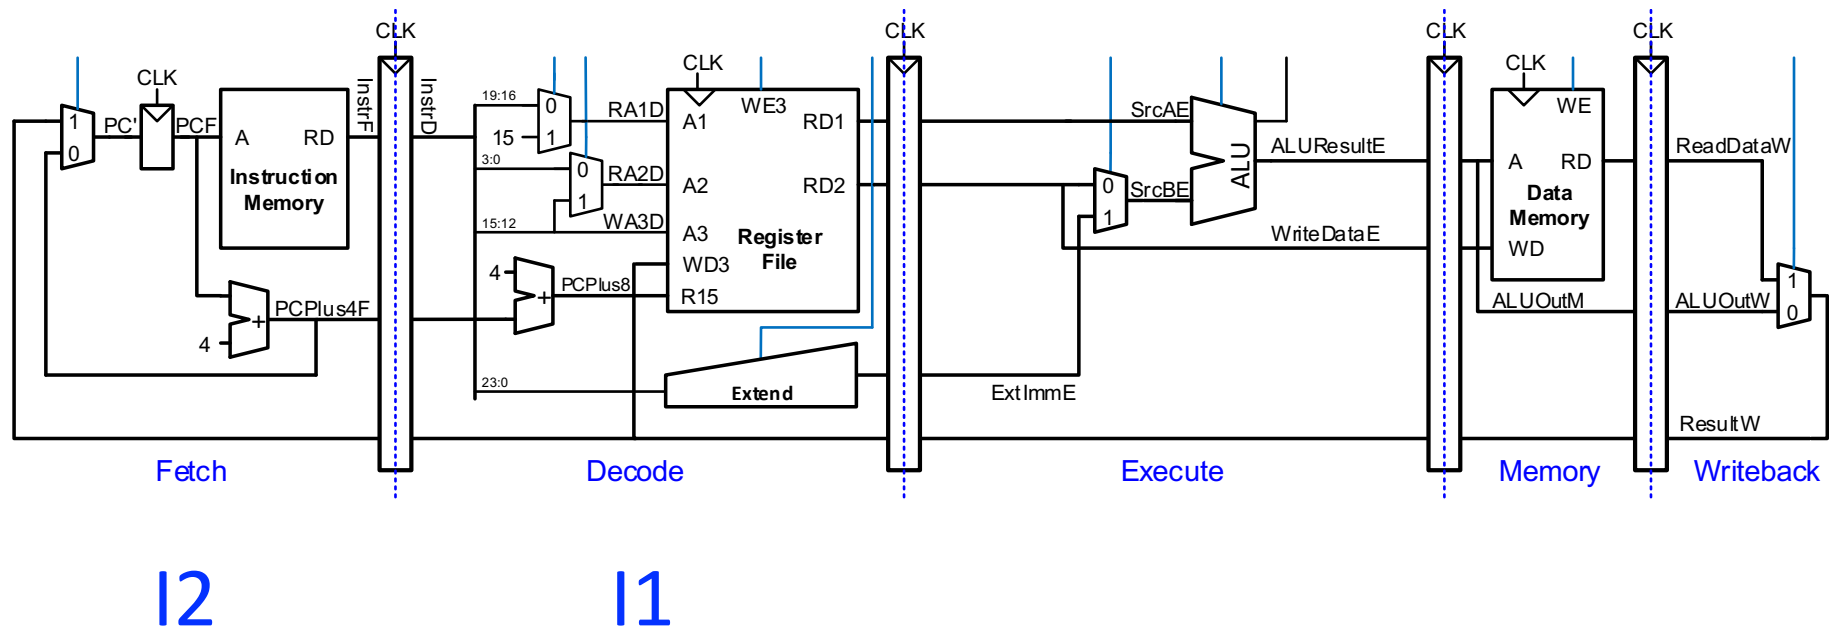 CLK CLK CLK CLK
CLK CLK CLK
1
0
PC'
PCF
A RD
Instruction
Memory
InstrF
InstrD
PCPlus4F
4
+
19:16
0
15 1
RA1D
3:0
0
1
RA2D
15:12
WA3D
4
+
PCPlus8
23:0
WE3
A1 RD1
A2 RD2
A3
WD3
R15
Register
File
Extend
SrcAE
0
1
SrcBE
ALU
ALUResultE
WriteDataE
ExtImmE
WE
A RD
Data
Memory
WD
ALUOutM
ReadDataW
ALUOutW
1
0
ResultW
Fetch Decode Execute Memory Writeback
I2 I1